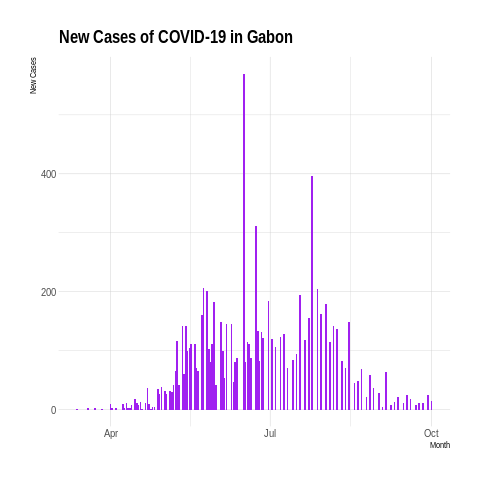 New Cases of COVID-19 in Gabon
New Cases
400
200
0
Apr
Jul
Oct
Month